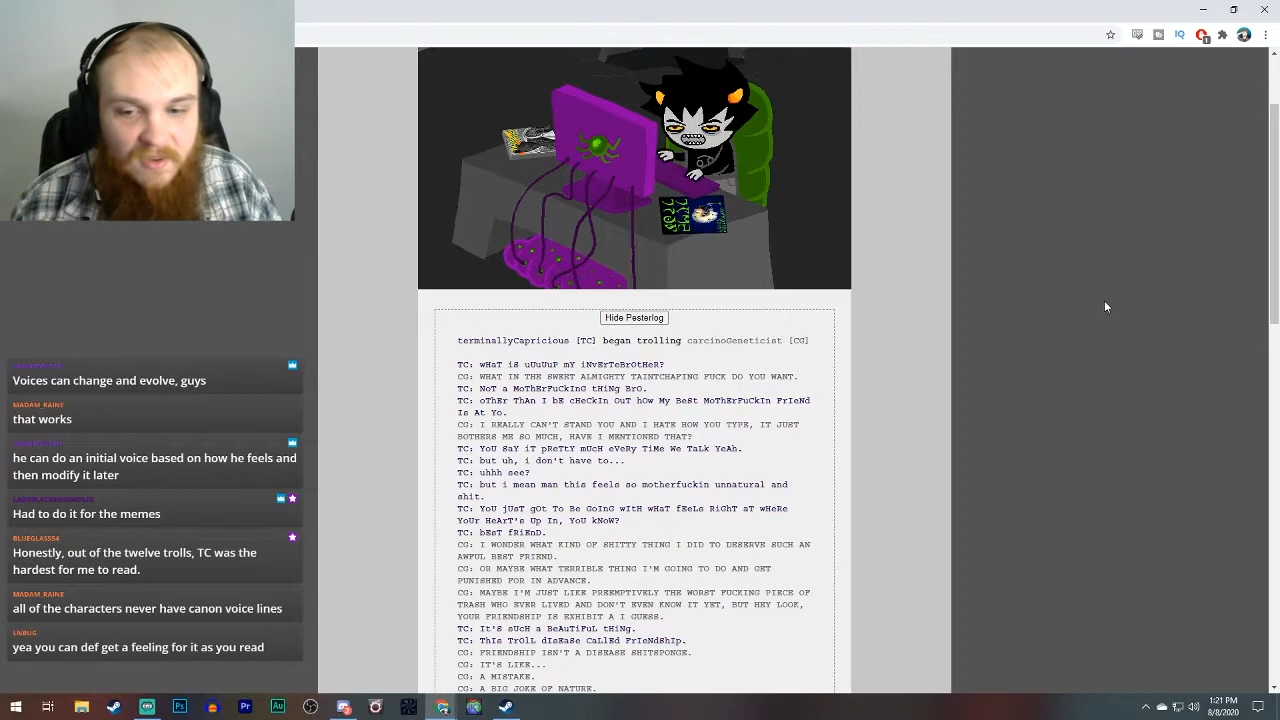 Hide Pesterlog
terminallyCapricious [TC] began trolling carcinoGeneticist [CG]
TC: wHaT iS uUuUuP mY iNvErTeBrOtHeR?
CG: WHAT IN THE SWEET ALMIGHTY TAINTCHAFING FUCK DO YOU WANT.
TC: NoT a MoThErFuCkInG tHiNg BrO.
TC: oThEr ThAn I bE cHeCkIn OuT hOw My BeSt MoThErFuCkIn FrIeNd
Is At Yo.
CG: I REALLY CAN'T STAND YOU AND I HATE HOW YOU TYPE, IT JUST
BOTHERS ME SO MUCH, HAVE I MENTIONED THAT?
TC: YoU SaY iT pReTtY mUcH eVeRy TiMe We TaLk YeAh.
TC: but uh, i don't have to...
TC: uhhh see?
TC: but i mean man this feels so motherfuckin unnatural and
shit.
TC: YoU jUsT gOt To Be GoInG wItH wHaT fEeLs RiGhT aT wHeRe
YoUr HeArT's Up In, YoU kNoW?
TC: bEsT fRiEnD.
CG: I WONDER WHAT KIND OF SHITTY THING I DID TO DESERVE SUCH AN
AWFUL BEST FRIEND.
CG: OR MAYBE WHAT TERRIBLE THING I'M GOING TO DO AND GET
PUNISHED FOR IN ADVANCE.
CG: MAYBE I'M JUST LIKE PREEMPTIVELY THE WORST FUCKING PIECE OF
TRASH WHO EVER LIVED AND DON'T EVEN KNOW IT YET, BUT HEY LOOK,
YOUR FRIENDSHIP IS EXHIBIT A I GUESS.
TC: It'S sUcH a BeAuTiFuL tHiNg.
TC: ThIs TrOlL dIsEaSe CaLlEd FrIeNdShIp.
CG: FRIENDSHIP ISN'T A DISEASE SHITSPONGE.
CG: IT'S LIKE...
CG: A MISTAKE.
CG: A BIG JOKE OF NATURE.
Voices can change and evolve, guys
MADAM_RAINE
that works
he can do an initial voice based on how he feels and
then modify it later
Had to do it for the memes
BLUEGLASS54
Honestly, out of the twelve trolls, TC was the
hardest for me to read.
MADAM_RAINE
all of the characters never have canon voice lines
LNBUG
yea you can def get a feeling for it as you read
1:21 PM
8/8/2020